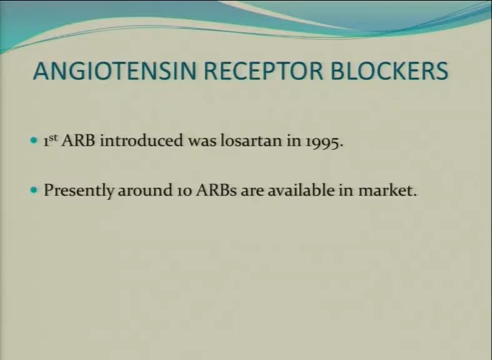 ANGIOTENSIN RECEPTOR BLOCKERS
1st ARB introduced was losartan in 1995.
Presently around 10 ARBs are available in market.